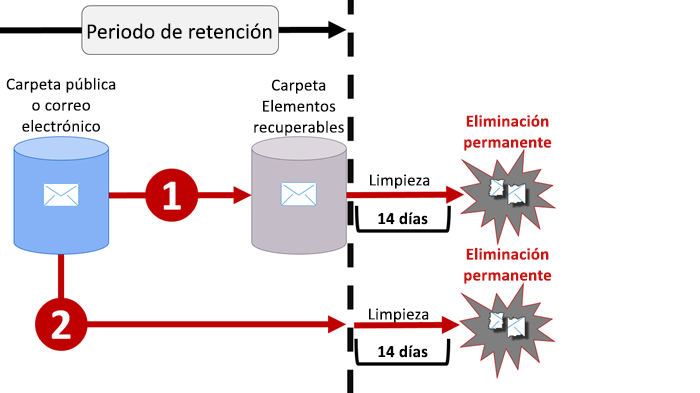 Periodo de retención
Carpeta pública
o correo
electrónico
Carpeta
Elementos
recuperables
Eliminación
permanente
1
Limpieza
14 días
Eliminación
permanente
2
Limpieza
14 días